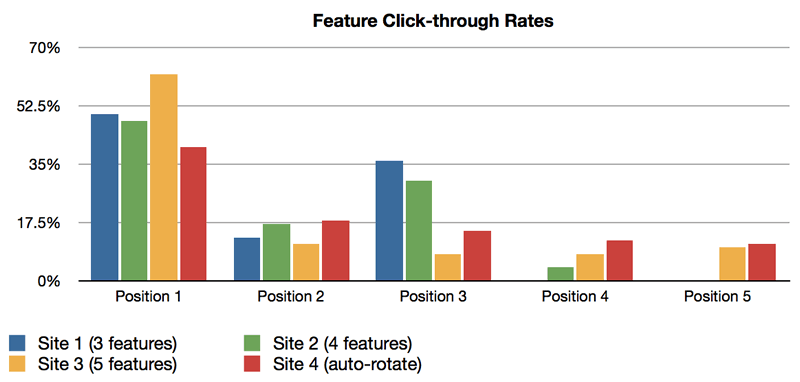 Feature Click-through Rates
70%
52.5%
35%
17.5%
0%
Position 1 Position 2 Position 3 Position 4 Position 5
Site 1 (3 features) Site 2 (4 features)
Site 3 (5 features) Site 4 (auto-rotate)